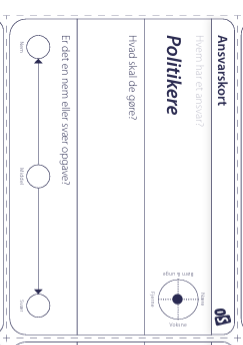 Ansvarskort
Hvem har et ansvar?
Politikere
Børn & unge
Nære
Fjerne
Voksne
Hvad skal de gøre?
Er det en nem eller svær opgave?
Nem
Middel
Svær